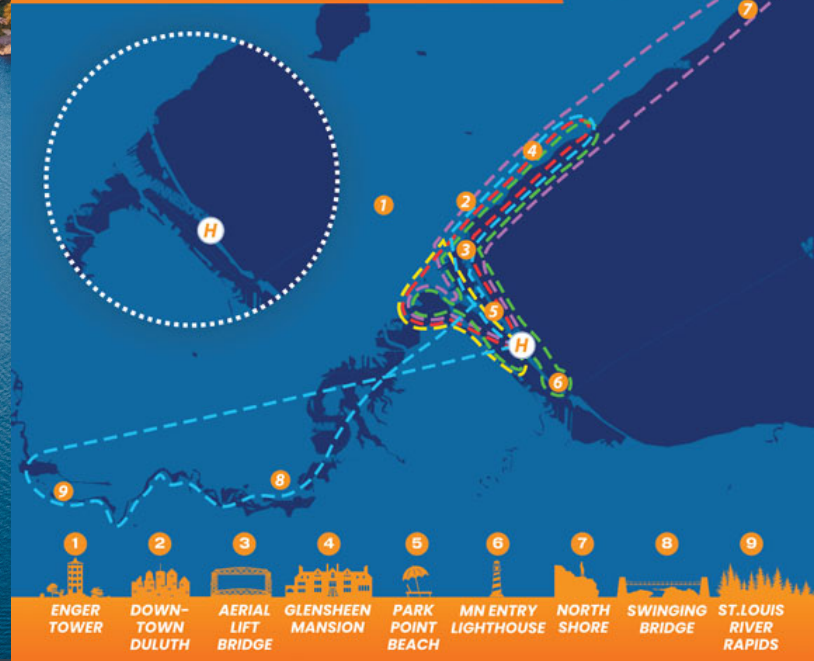 7
4
1
2
3
H
5
H
6
8
9
1 2 3 4 5 6 7 8 9
ENGER TOWER
DOWN-TOWN DULUTH
AERIAL LIFT BRIDGE
GLENSHEEN MANSION
PARK POINT BEACH
MN ENTRY LIGHTHOUSE
NORTH SHORE
SWINGING BRIDGE
ST.LOUIS RIVER RAPIDS